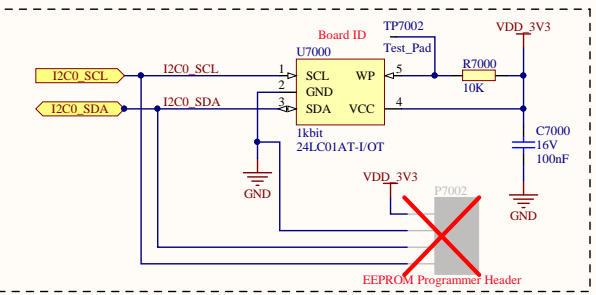 Board ID
TP7002
VDD_3V3
U7000
Test_Pad
R7000
10K
I2C0_SCL
I2C0_SCL
1
SCL
WP
5
2
GND
I2C0_SDA
I2C0_SDA
3
SDA
VCC
4
1kbit
24LC01AT-I/OT
C7000
16V
100nF
GND
VDD_3V3
P7002
GND
EEPROM Programmer Header